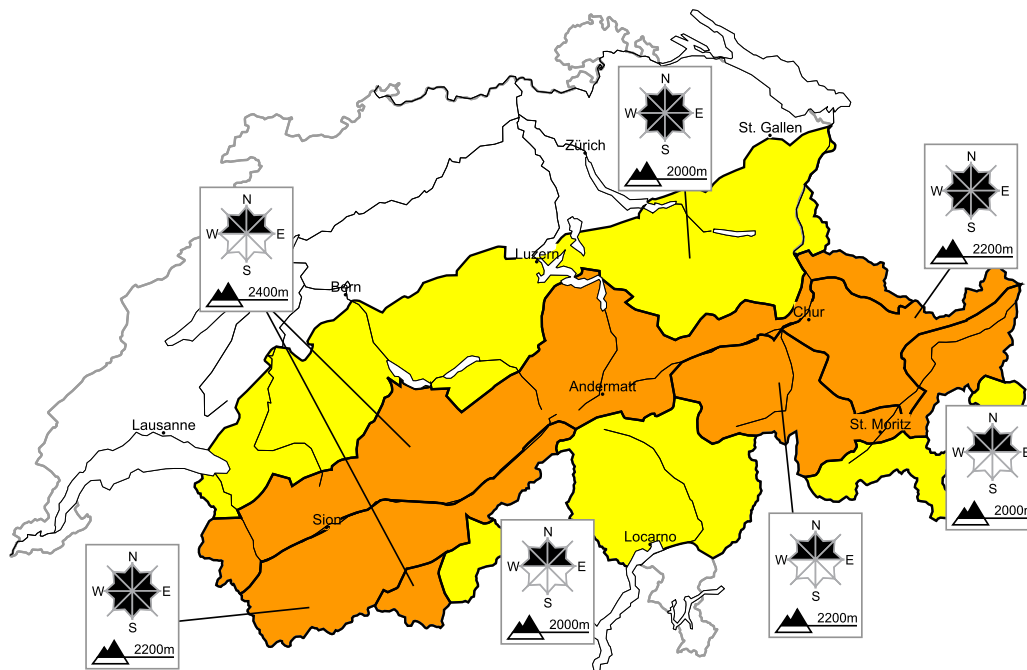 N
W E
S
2000m
St. Gallen
Zürich
N
W E
S
2200m
N
W E
S
2400m
Luzern
Bern
Chur
Andermatt
Lausanne
St. Moritz
N
W E
S
2000m
Sion
Locarno
N
W E
S
2200m
N
W E
S
2000m
N
W E
S
2200m